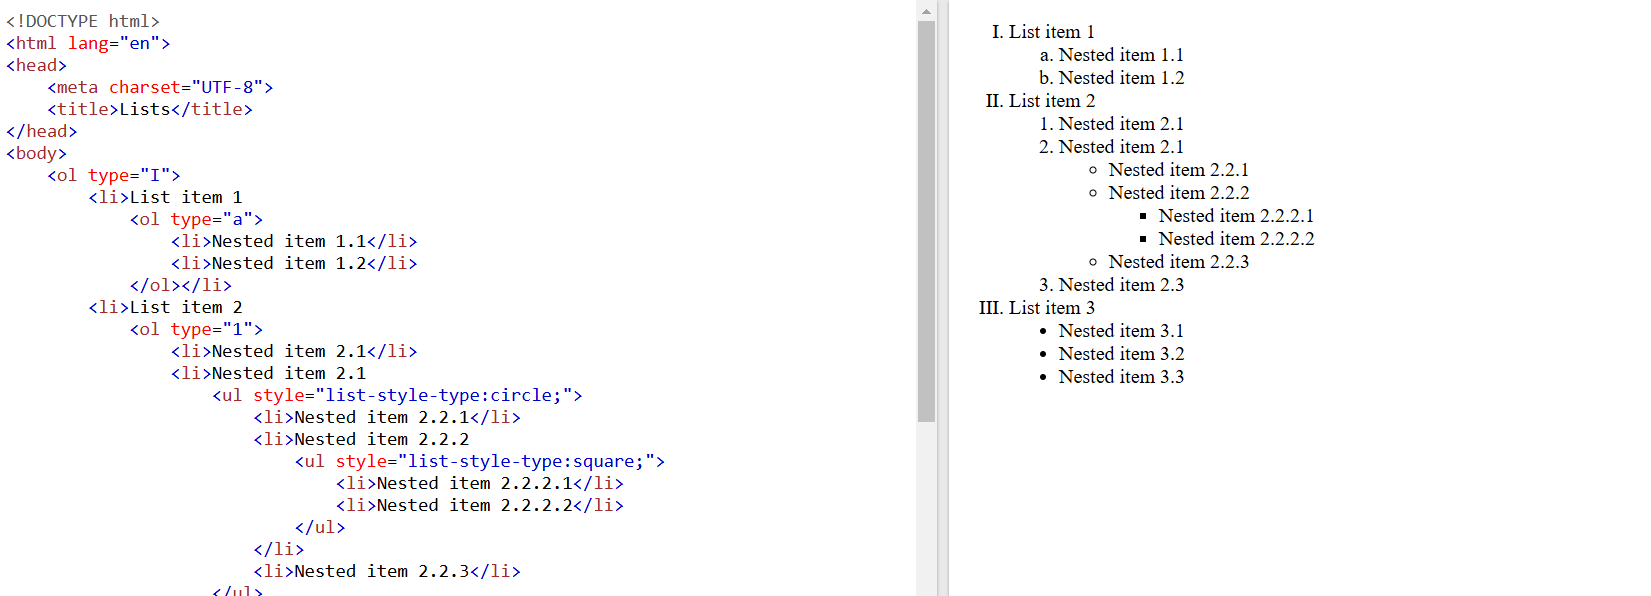 <!DOCTYPE html>
<html lang="en">
<head>
    <meta charset="UTF-8">
    <title>Lists</title>
</head>
<body>
    <ol type="I">
        <li>List item 1
            <ol type="a">
                <li>Nested item 1.1</li>
                <li>Nested item 1.2</li>
            </ol></li>
        <li>List item 2
            <ol type="1">
                <li>Nested item 2.1</li>
                <li>Nested item 2.1
                    <ul style="list-style-type:circle;">
                        <li>Nested item 2.2.1</li>
                        <li>Nested item 2.2.2
                            <ul style="list-style-type:square;">
                                <li>Nested item 2.2.2.1</li>
                                <li>Nested item 2.2.2.2</li>
                            </ul>
                        </li>
                        <li>Nested item 2.2.3</li>
                    </ul>
I. List item 1
a. Nested item 1.1
b. Nested item 1.2
II. List item 2
1. Nested item 2.1
2. Nested item 2.1
◦ Nested item 2.2.1
◦ Nested item 2.2.2
▪ Nested item 2.2.2.1
▪ Nested item 2.2.2.2
◦ Nested item 2.2.3
3. Nested item 2.3
III. List item 3
• Nested item 3.1
• Nested item 3.2
• Nested item 3.3